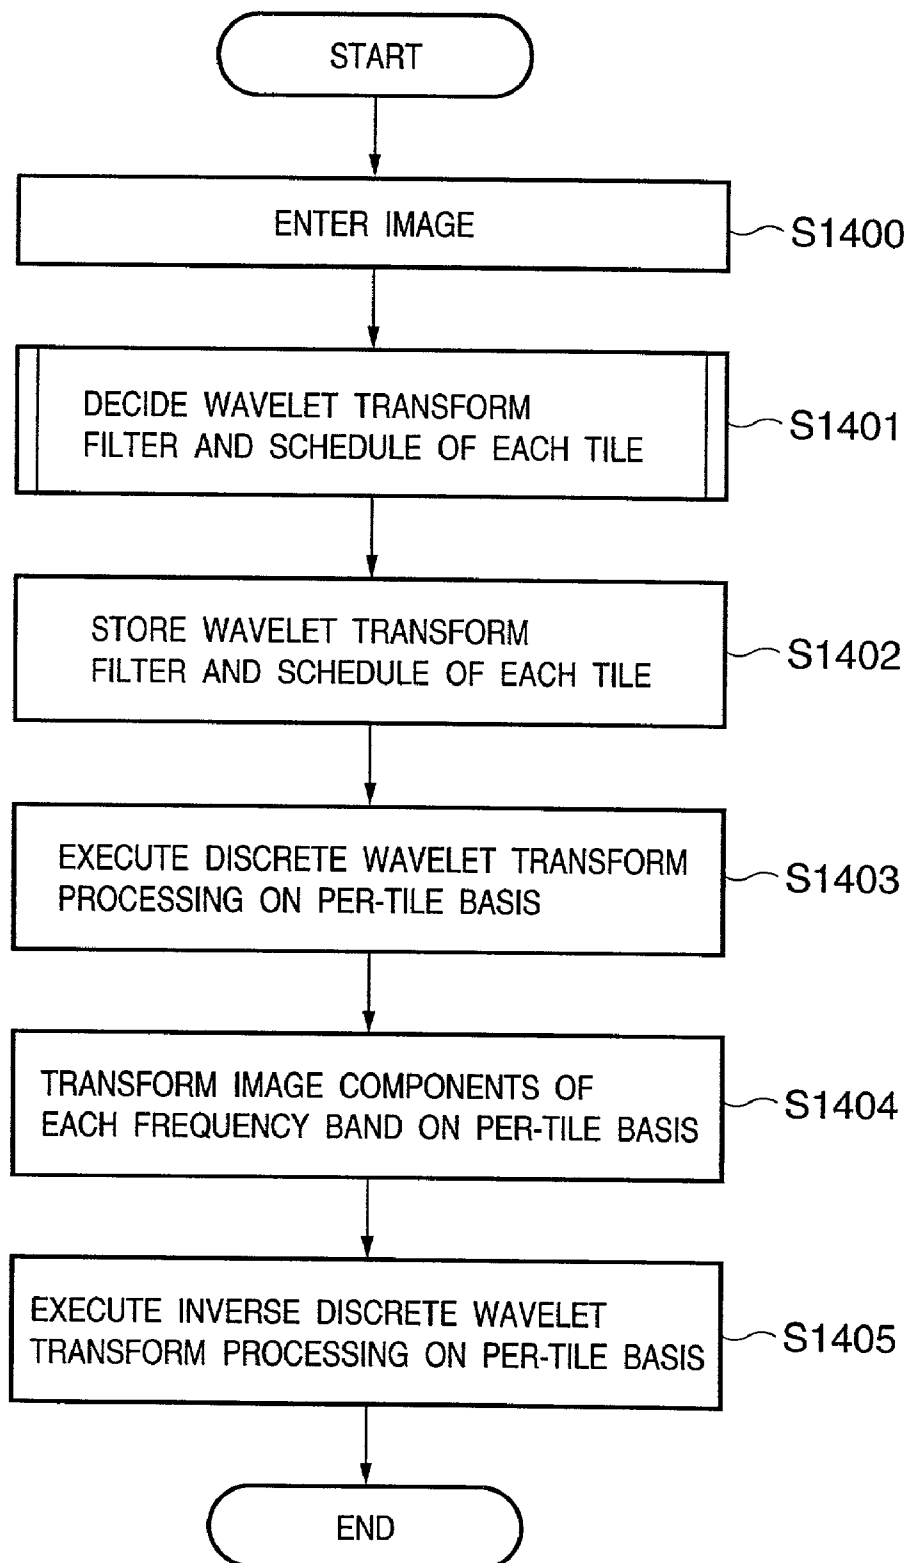 START
ENTER IMAGE
S1400
DECIDE WAVELET TRANSFORM
FILTER AND SCHEDULE OF EACH TILE
S1401
STORE WAVELET TRANSFORM
FILTER AND SCHEDULE OF EACH TILE
S1402
EXECUTE DISCRETE WAVELET TRANSFORM
PROCESSING ON PER-TILE BASIS
S1403
TRANSFORM IMAGE COMPONENTS OF
EACH FREQUENCY BAND ON PER-TILE BASIS
S1404
EXECUTE INVERSE DISCRETE WAVELET
TRANSFORM PROCESSING ON PER-TILE BASIS
S1405
END